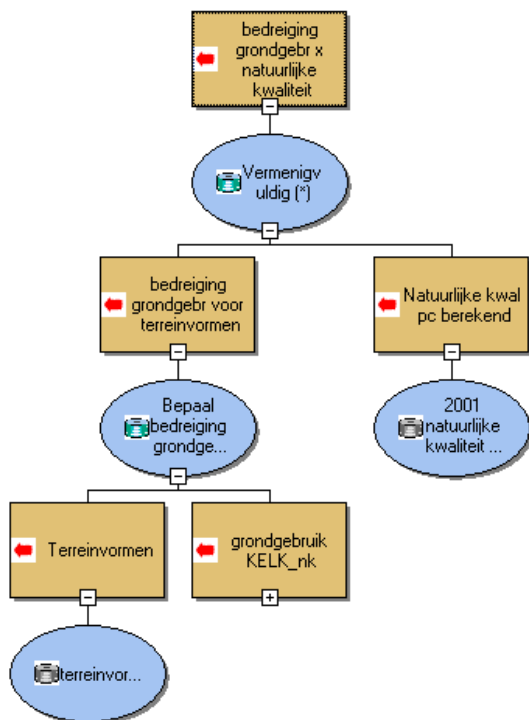 bedreiging
grondgebr x
natuurlijke
kwaliteit
Vermenigv
uldig (*)
bedreiging
grondgebr voor
terreinvormen
Natuurlijke kwal
pc berekend
Bepaal
bedreiging
grondge...
2001
natuurlijke
kwaliteit ...
Terreinvormen
grondgebruik
KELK_nk
terreinvor...